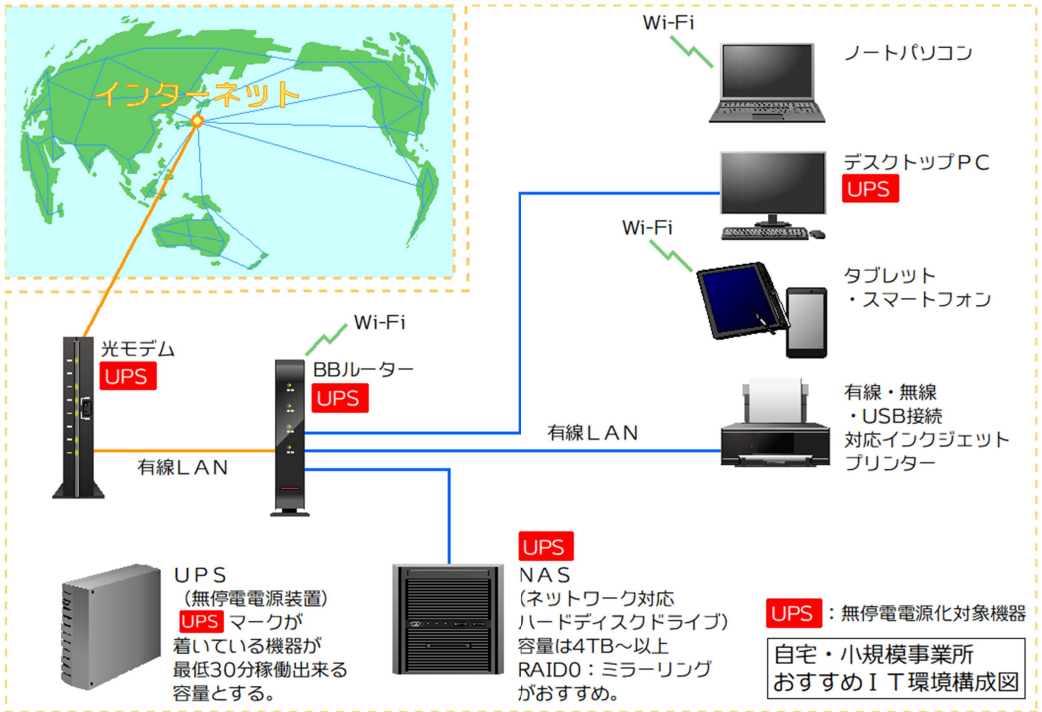 インターネット
Wi-Fi
ノートパソコン
デスクトップPC
UPS
Wi-Fi
タブレット
・スマートフォン
Wi-Fi
光モデム
UPS
BBルーター
UPS
有線・無線
・USB接続
対応インクジェット
プリンター
有線LAN
有線LAN
UPS
(無停電電源装置)
UPS マークが
着いている機器が
最低30分稼働出来る
容量とする。
UPS
NAS
(ネットワーク対応
ハードディスクドライブ)
容量は4TB~以上
RAID0：ミラーリング
がおすすめ。
UPS ：無停電電源化対象機器
自宅・小規模事業所
おすすめIT環境構成図